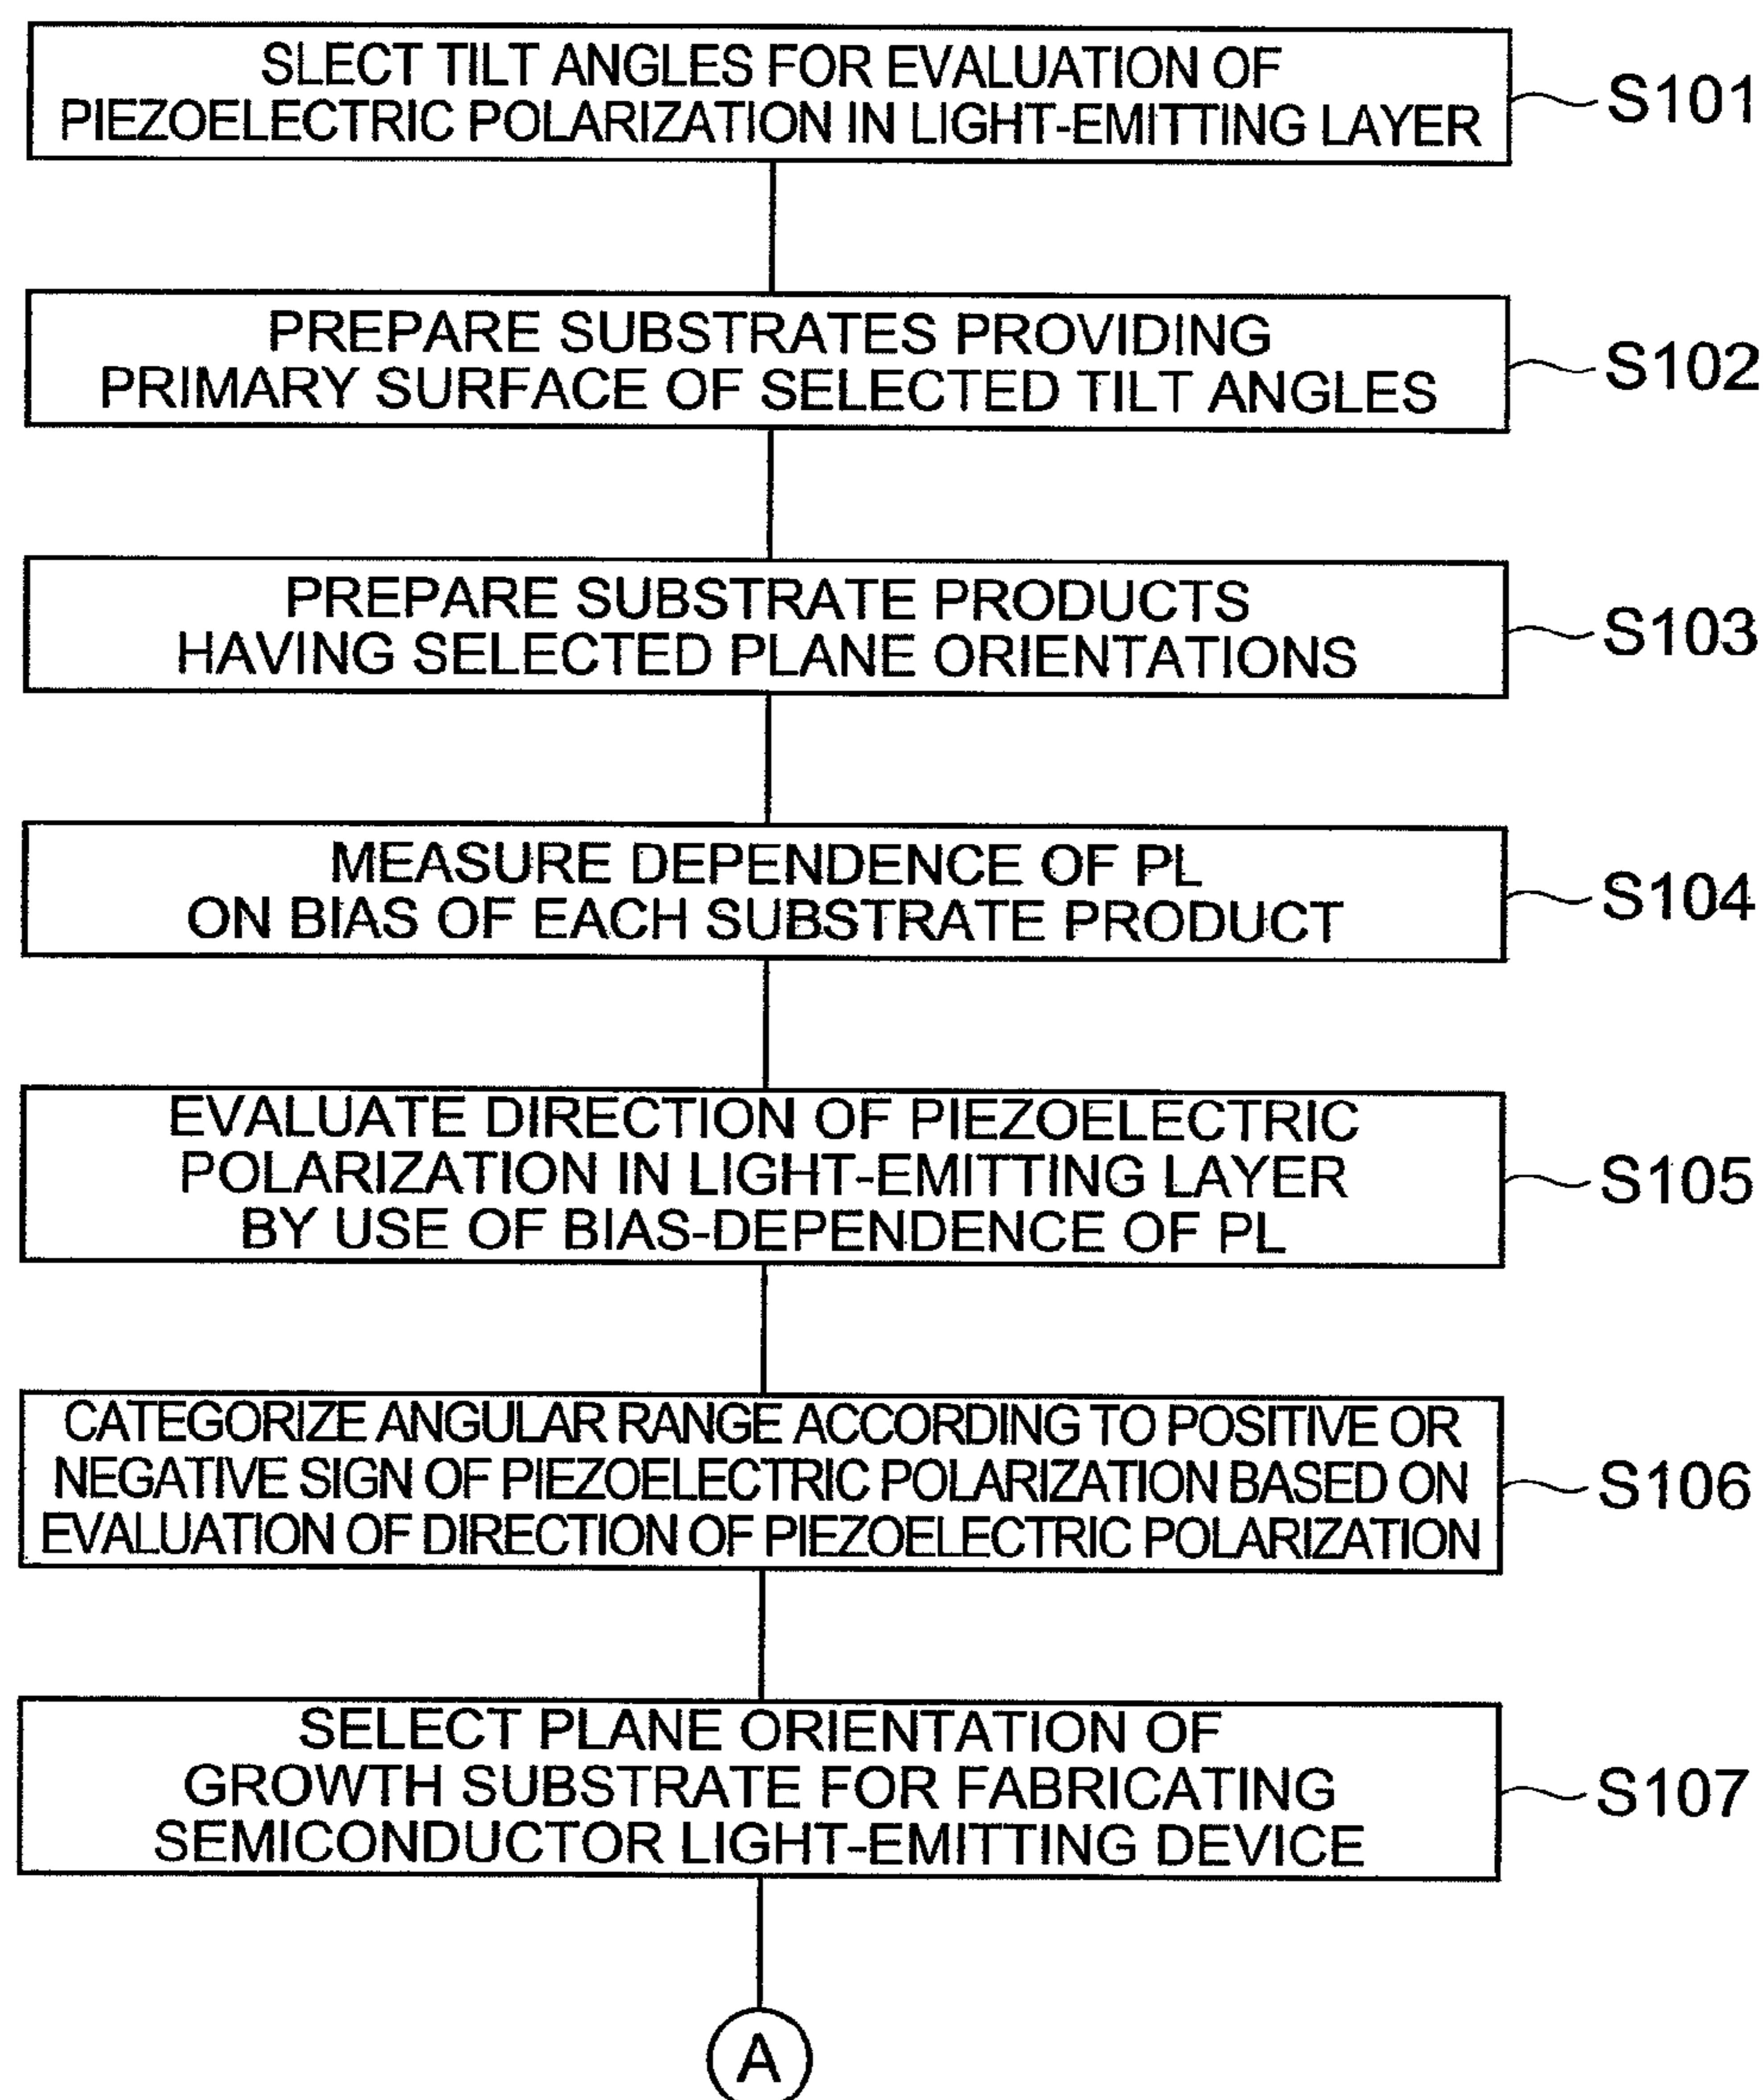 SLECT TILT ANGLES FOR EVALUATION OF
PIEZOELECTRIC POLARIZATION IN LIGHT-EMITTING LAYER
S101
PREPARE SUBSTRATES PROVIDING
PRIMARY SURFACE OF SELECTED TILT ANGLES
S102
PREPARE SUBSTRATE PRODUCTS
HAVING SELECTED PLANE ORIENTATIONS
S103
MEASURE DEPENDENCE OF PL
ON BIAS OF EACH SUBSTRATE PRODUCT
S104
EVALUATE DIRECTION OF PIEZOELECTRIC
POLARIZATION IN LIGHT-EMITTING LAYER
BY USE OF BIAS-DEPENDENCE OF PL
S105
CATEGORIZE ANGULAR RANGE ACCORDING TO POSITIVE OR
NEGATIVE SIGN OF PIEZOELECTRIC POLARIZATION BASED ON
EVALUATION OF DIRECTION OF PIEZOELECTRIC POLARIZATION
S106
SELECT PLANE ORIENTATION OF
GROWTH SUBSTRATE FOR FABRICATING
SEMICONDUCTOR LIGHT-EMITTING DEVICE
S107
A